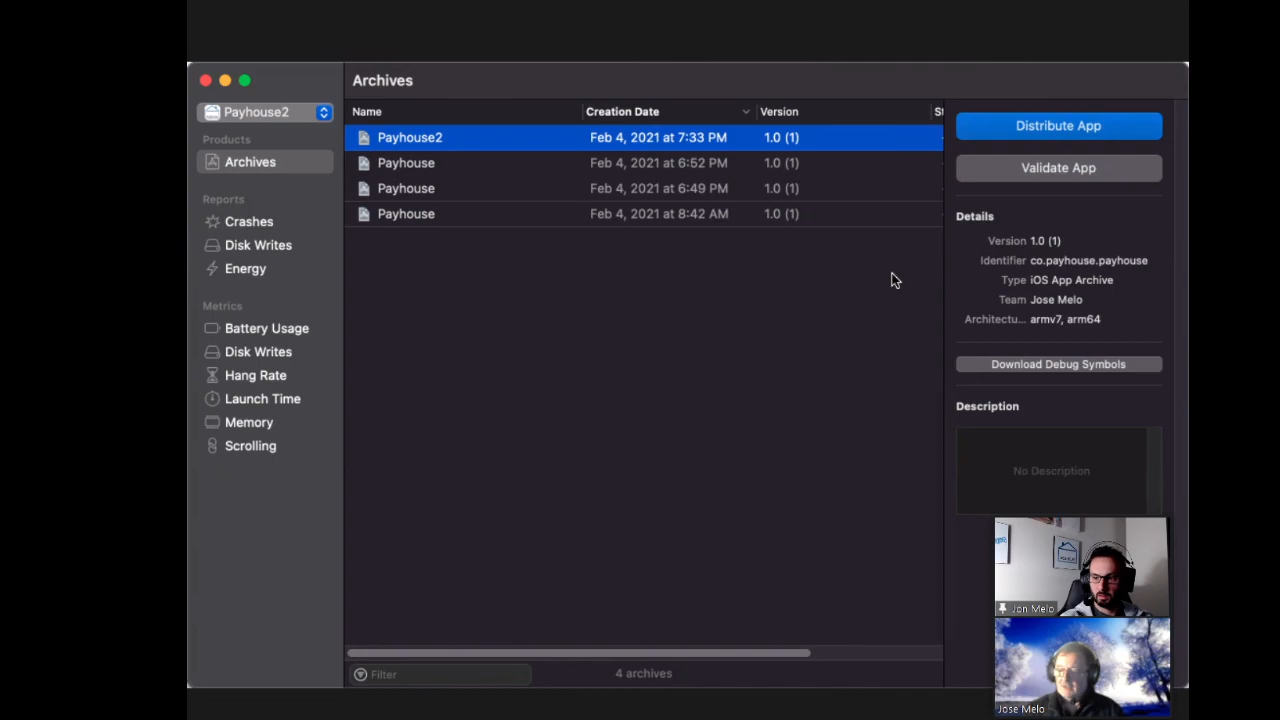 Archives
Payhouse2
Products
Archives
Reports
Crashes
Disk Writes
Energy
Metrics
Battery Usage
Disk Writes
Hang Rate
Launch Time
Memory
Scrolling
Name Creation Date Version St
Payhouse2 Feb 4, 2021 at 7:33 PM 1.0 (1)
Payhouse Feb 4, 2021 at 6:52 PM 1.0 (1)
Payhouse Feb 4, 2021 at 6:49 PM 1.0 (1)
Payhouse Feb 4, 2021 at 8:42 AM 1.0 (1)
Filter
4 archives
Distribute App
Validate App
Details
Version 1.0 (1)
Identifier co.payhouse.payhouse
Type iOS App Archive
Team Jose Melo
Architectu... armv7, arm64
Download Debug Symbols
Description
No Description
Jon Melo
Jose Melo